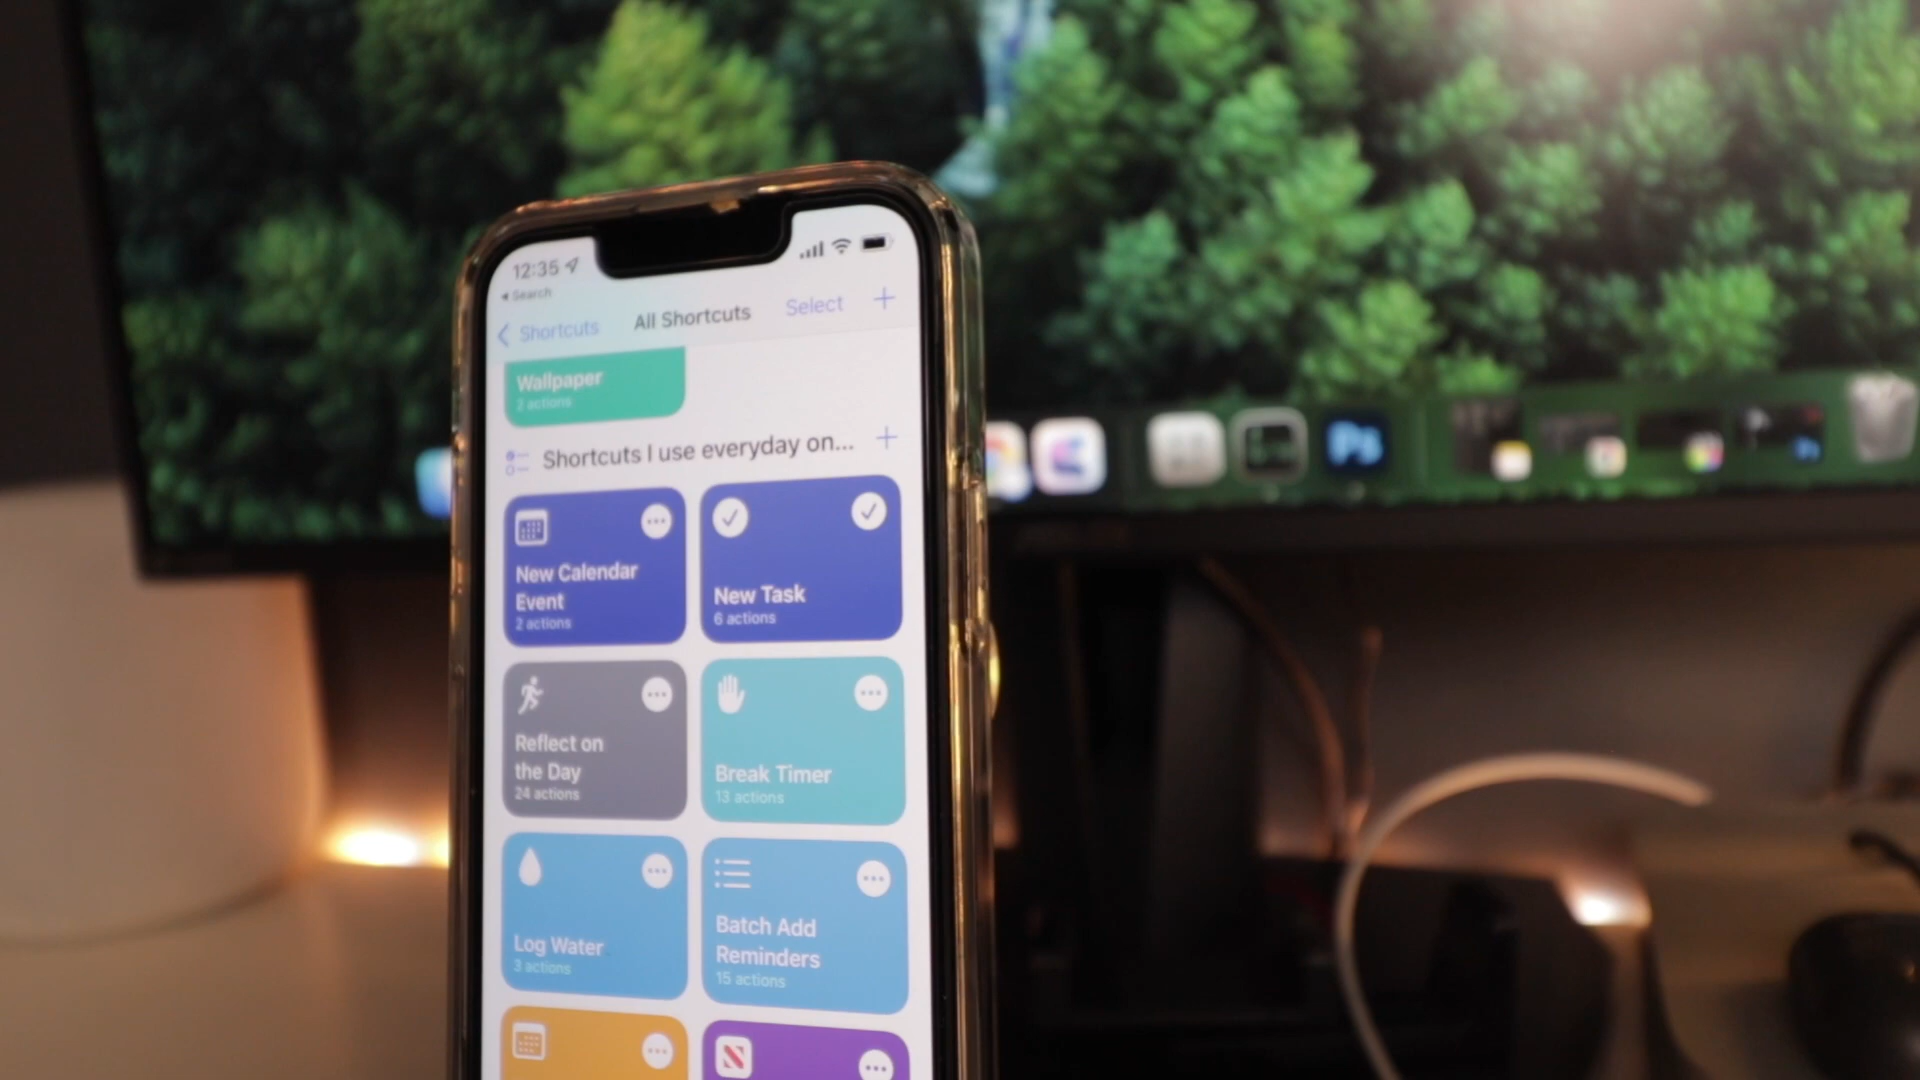 12:35
Search
Shortcuts
All Shortcuts
Select
Wallpaper
2 actions
Shortcuts I use everyday on...
New Calendar
Event
2 actions
New Task
6 actions
Reflect on
the Day
24 actions
Break Timer
13 actions
Log Water
3 actions
Batch Add
Reminders
15 actions
Ps